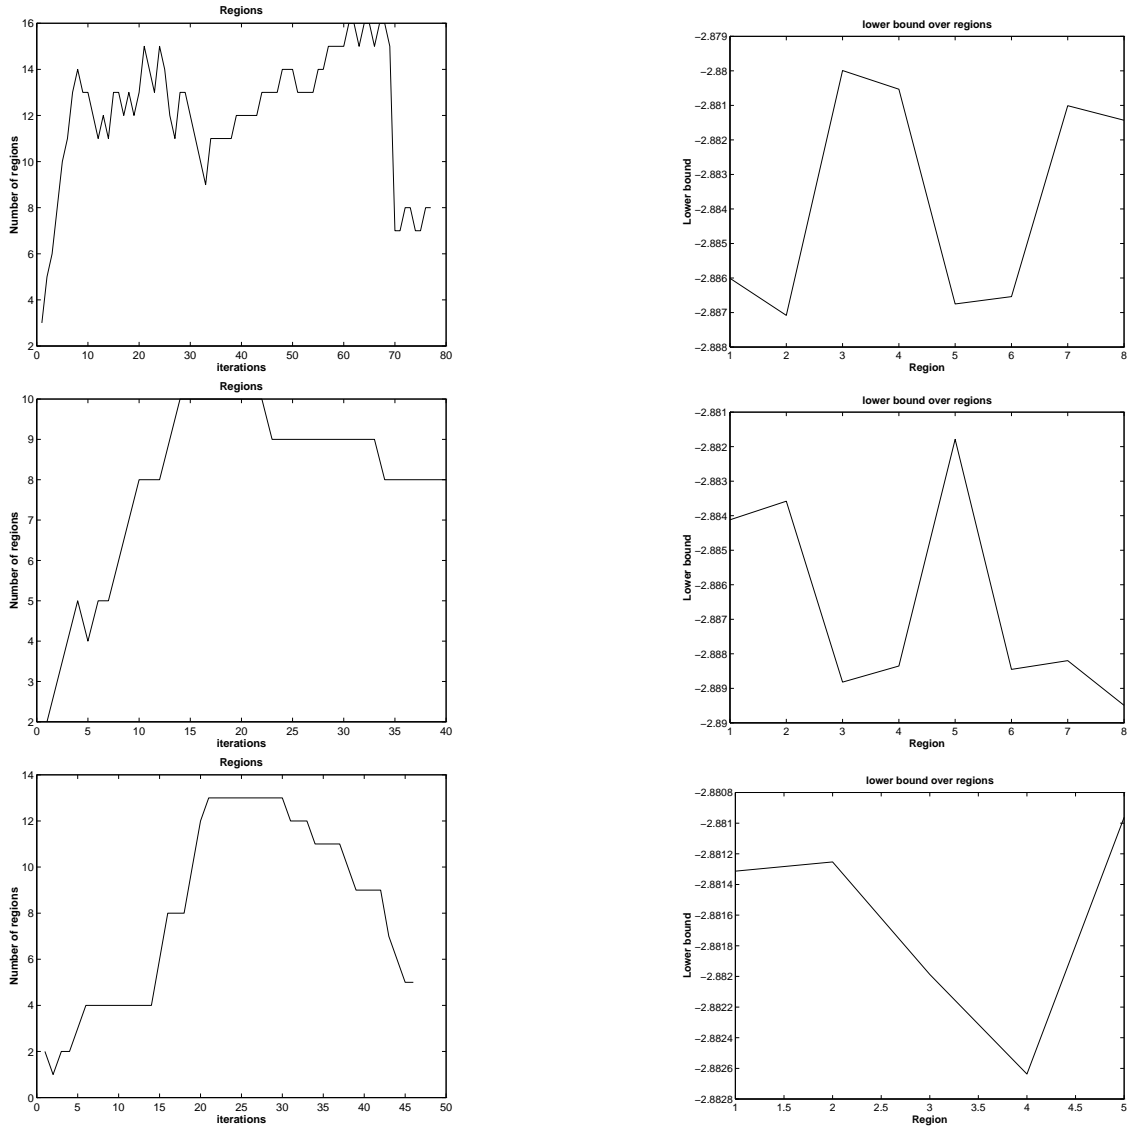 Regions
16
14
12
10
8
6
4
2
Number of regions
0 10 20 30 40 50 60 70 80
iterations
lower bound over regions
−2.879
−2.88
−2.881
−2.882
−2.883
−2.884
−2.885
−2.886
−2.887
−2.888
Lower bound
1 2 3 4 5 6 7 8
Region
Regions
10
9
8
7
6
5
4
3
2
Number of regions
0 5 10 15 20 25 30 35 40
iterations
lower bound over regions
−2.881
−2.882
−2.883
−2.884
−2.885
−2.886
−2.887
−2.888
−2.889
−2.89
Lower bound
1 2 3 4 5 6 7 8
Region
Regions
14
12
10
8
6
4
2
0
Number of regions
0 5 10 15 20 25 30 35 40 45 50
iterations
lower bound over regions
−2.8808
−2.881
−2.8812
−2.8814
−2.8816
−2.8818
−2.882
−2.8822
−2.8824
−2.8826
−2.8828
Lower bound
1 1.5 2 2.5 3 3.5 4 4.5 5
Region